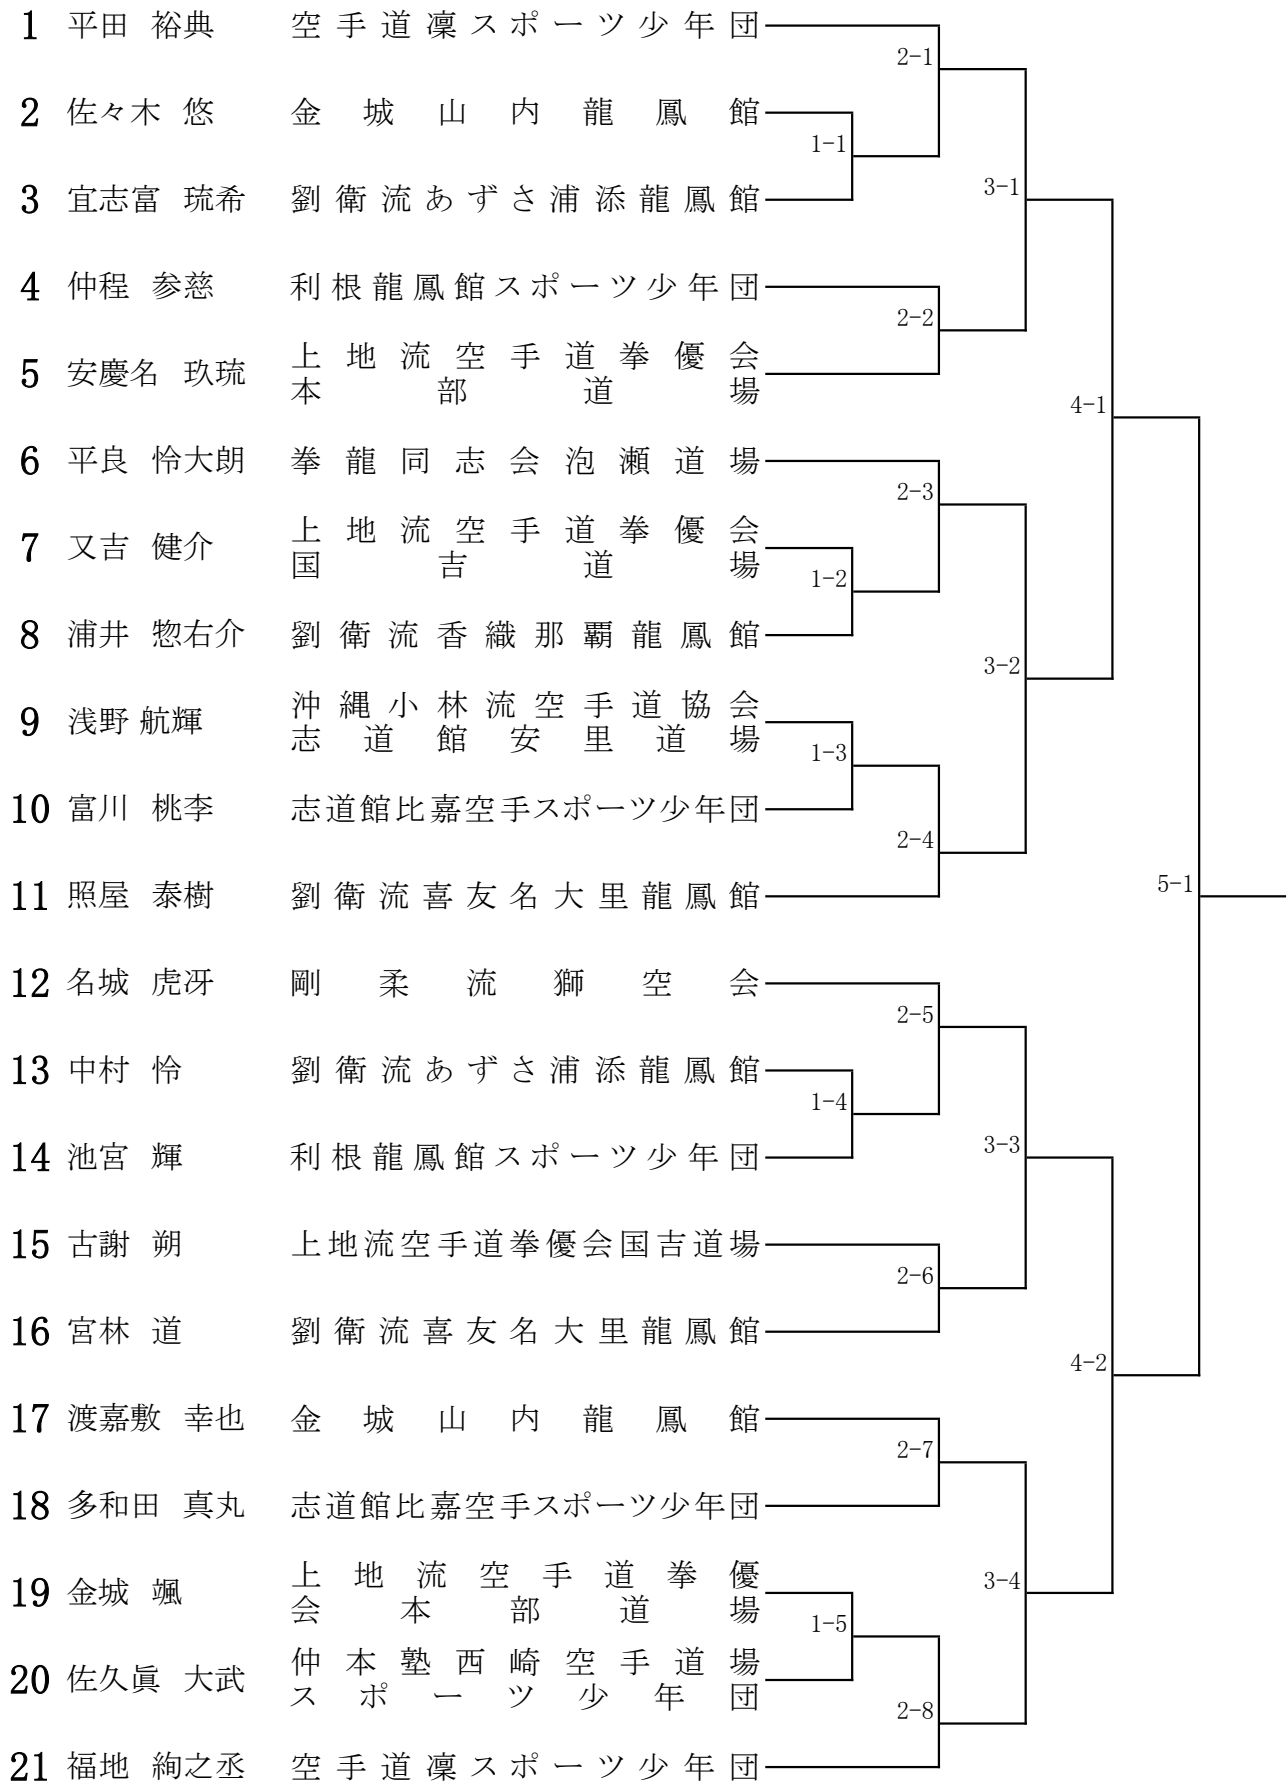 1 平田 裕典 空手道凜スポーツ少年団
2-1
2 佐々木 悠 金城山内龍鳳館
1-1
3 宜志富 琉希 劉衛流あずさ浦添龍鳳館
3-1
4 仲程 参慈 利根龍鳳館スポーツ少年団
2-2
5 安慶名 玖琉 上地流空手道拳優会
本部道場
4-1
6 平良 怜大朗 拳龍同志会泡瀬道場
2-3
7 又吉 健介 上地流空手道拳優会
国吉道場
1-2
8 浦井 惣右介 劉衛流香織那覇龍鳳館
3-2
9 浅野 航輝 沖縄小林流空手道協会
志道館安里道場
1-3
10 富川 桃李 志道館比嘉空手スポーツ少年団
2-4
11 照屋 泰樹 劉衛流喜友名大里龍鳳館
5-1
12 名城 虎冴 剛柔流獅空会
2-5
13 中村 怜 劉衛流あずさ浦添龍鳳館
1-4
14 池宮 輝 利根龍鳳館スポーツ少年団
3-3
15 古謝 朔 上地流空手道拳優会国吉道場
2-6
16 宮林 道 劉衛流喜友名大里龍鳳館
4-2
17 渡嘉敷 幸也 金城山内龍鳳館
2-7
18 多和田 真丸 志道館比嘉空手スポーツ少年団
3-4
19 金城 颯 上地流空手道拳優
会本部道場
1-5
20 佐久眞 大武 仲本塾西崎空手道場
スポーツ少年団
2-8
21 福地 絢之丞 空手道凜スポーツ少年団